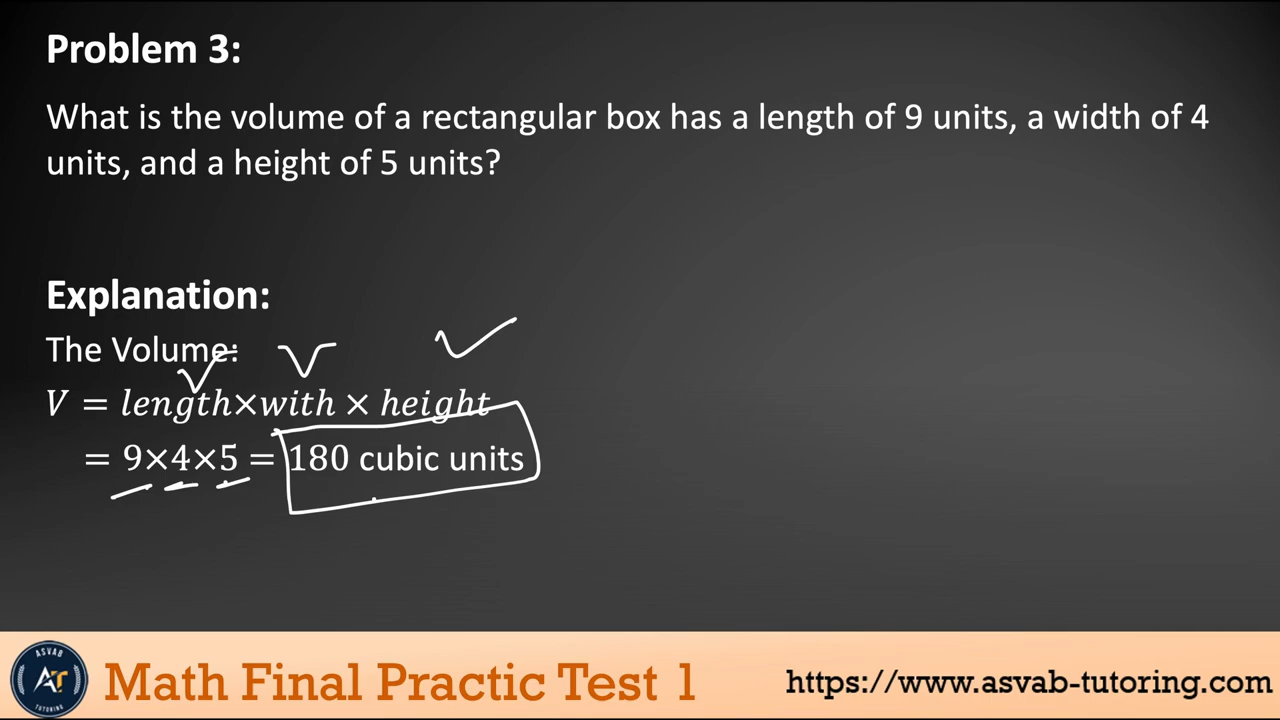 Problem 3:
What is the volume of a rectangular box has a length of 9 units, a width of 4
units, and a height of 5 units?
Explanation:
The Volume:
V = length×with × height
= 9×4×5 = 180 cubic units
ASVAB
AT
TUTORING
Math Final Practic Test 1
https://www.asvab-tutoring.com